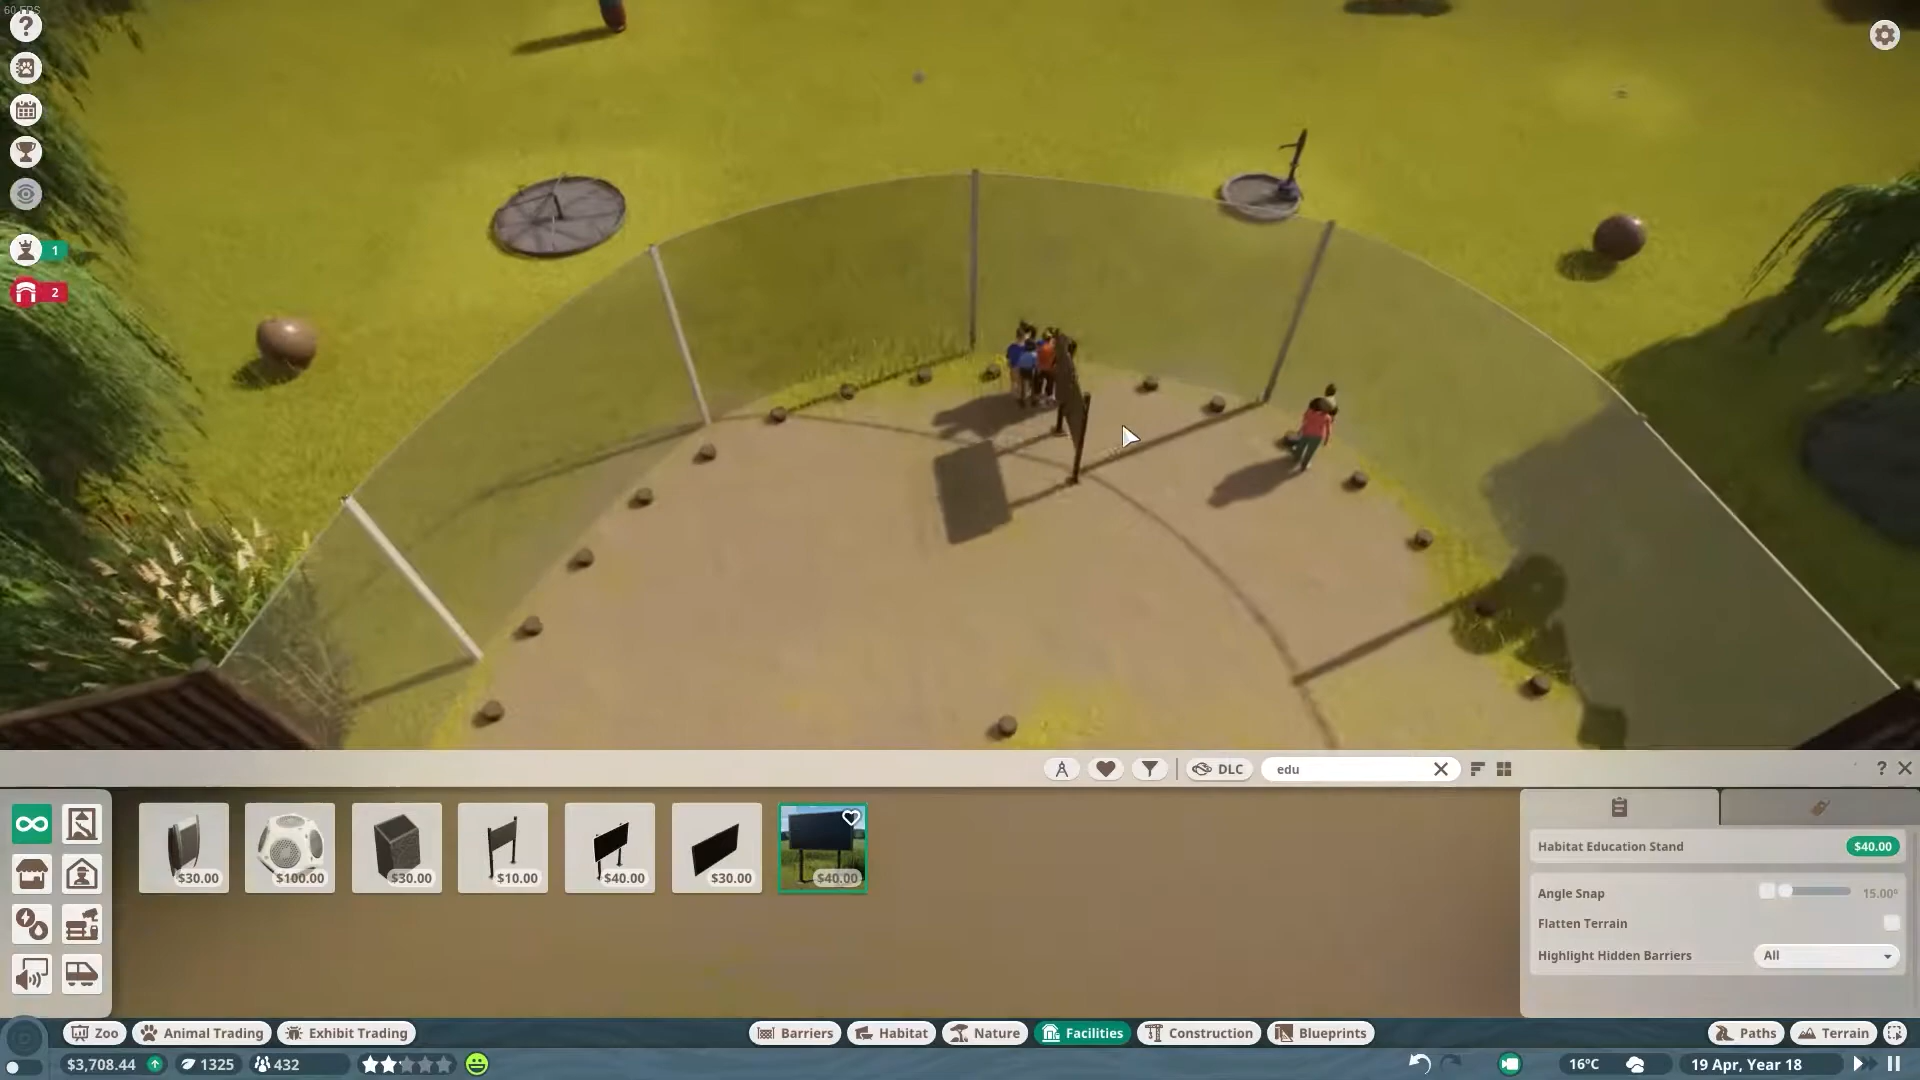 60 FPS
?
1
2
DLC
edu
?
$30.00
$100.00
$30.00
$10.00
$40.00
$30.00
$40.00
Habitat Education Stand
$40.00
Angle Snap
15.00°
Flatten Terrain
Highlight Hidden Barriers
All
Zoo
Animal Trading
Exhibit Trading
Barriers
Habitat
Nature
Facilities
Construction
Blueprints
Paths
Terrain
$3,708.44
1325
432
16°C
19 Apr, Year 18